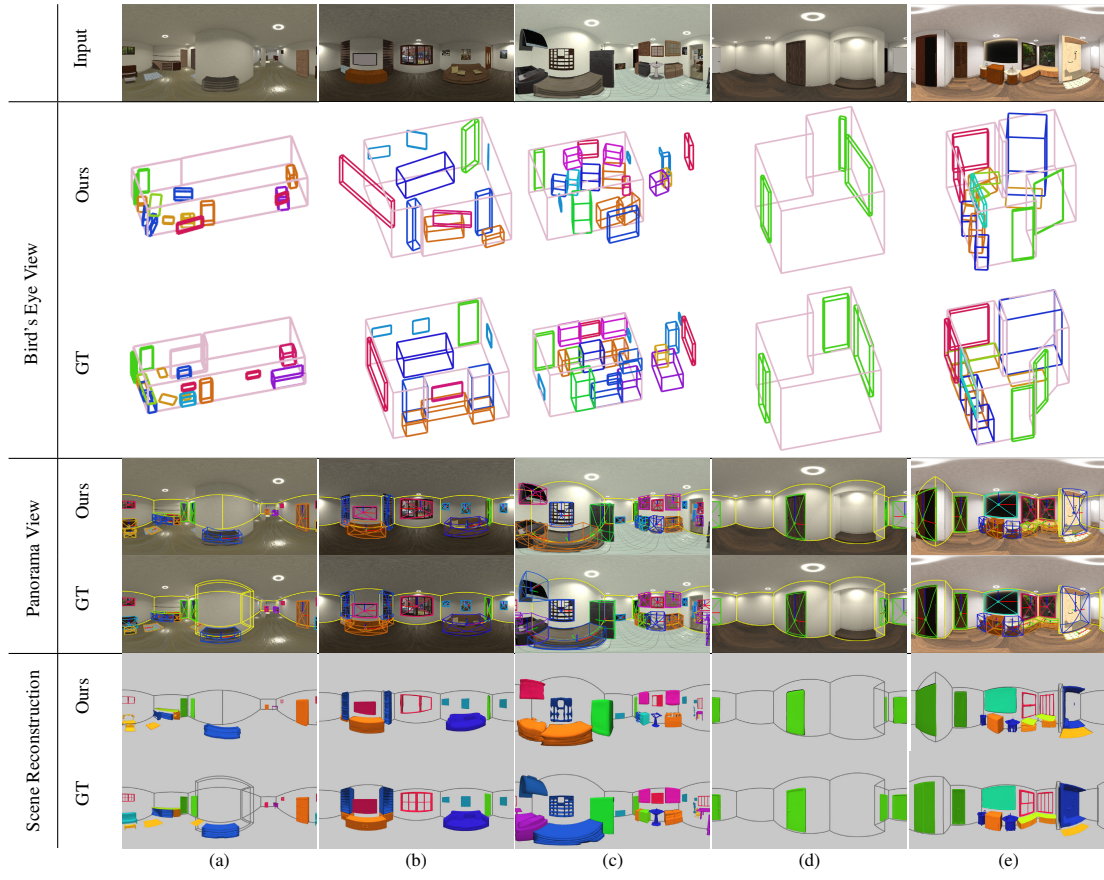 Input
Bird's Eye View
Ours
GT
Panorama View
Ours
GT
Scene Reconstruction
Ours
GT
(a)
(b)
(c)
(d)
(e)